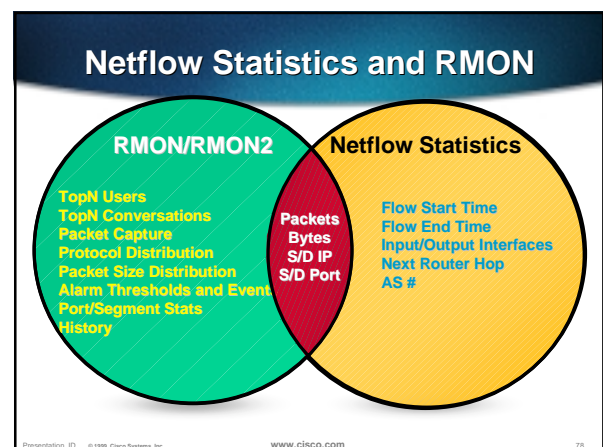 Netflow Statistics and RMON
RMON/RMON2
TopN Users
TopN Conversations
Packet Capture
Protocol Distribution
Packet Size Distribution
Alarm Thresholds and Event
Port/Segment Stats
History
Packets
Bytes
S/D IP
S/D Port
Netflow Statistics
Flow Start Time
Flow End Time
Input/Output Interfaces
Next Router Hop
AS #
Presentation_ID © 1999, Cisco Systems, Inc. www.cisco.com 78